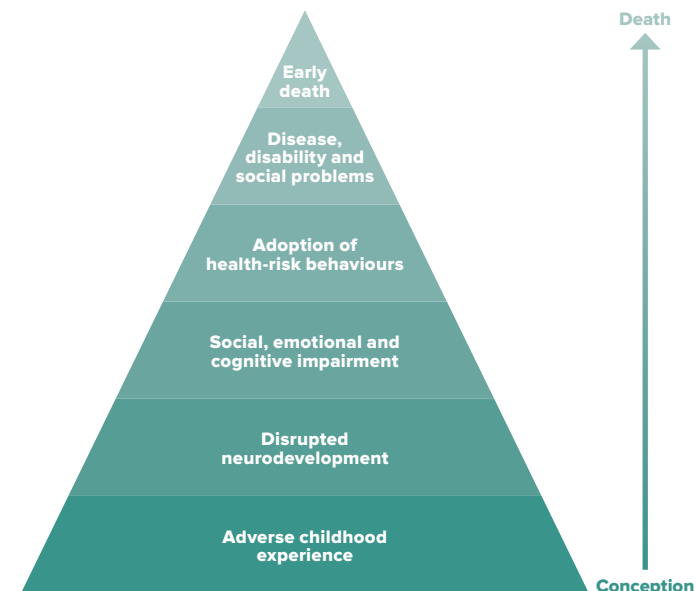 Death
Early
death
Disease,
disability and
social problems
Adoption of
health-risk behaviours
Social, emotional and
cognitive impairment
Disrupted
neurodevelopment
Adverse childhood
experience
Conception